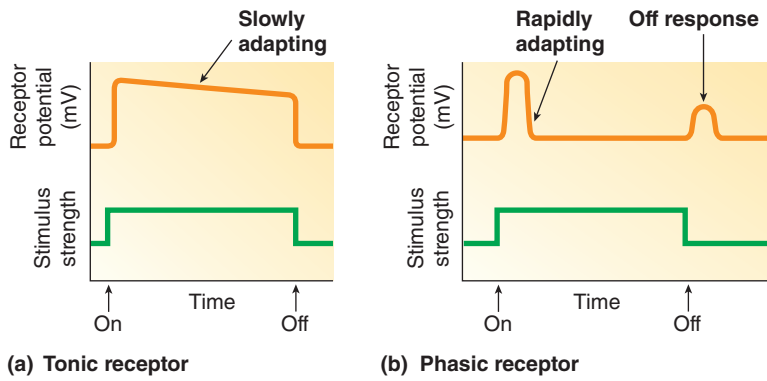 Slowly
adapting
Receptor
potential
(mV)
Stimulus
strength
Time
On
Off
(a) Tonic receptor
Rapidly
adapting
Off response
Receptor
potential
(mV)
Stimulus
strength
Time
On
Off
(b) Phasic receptor